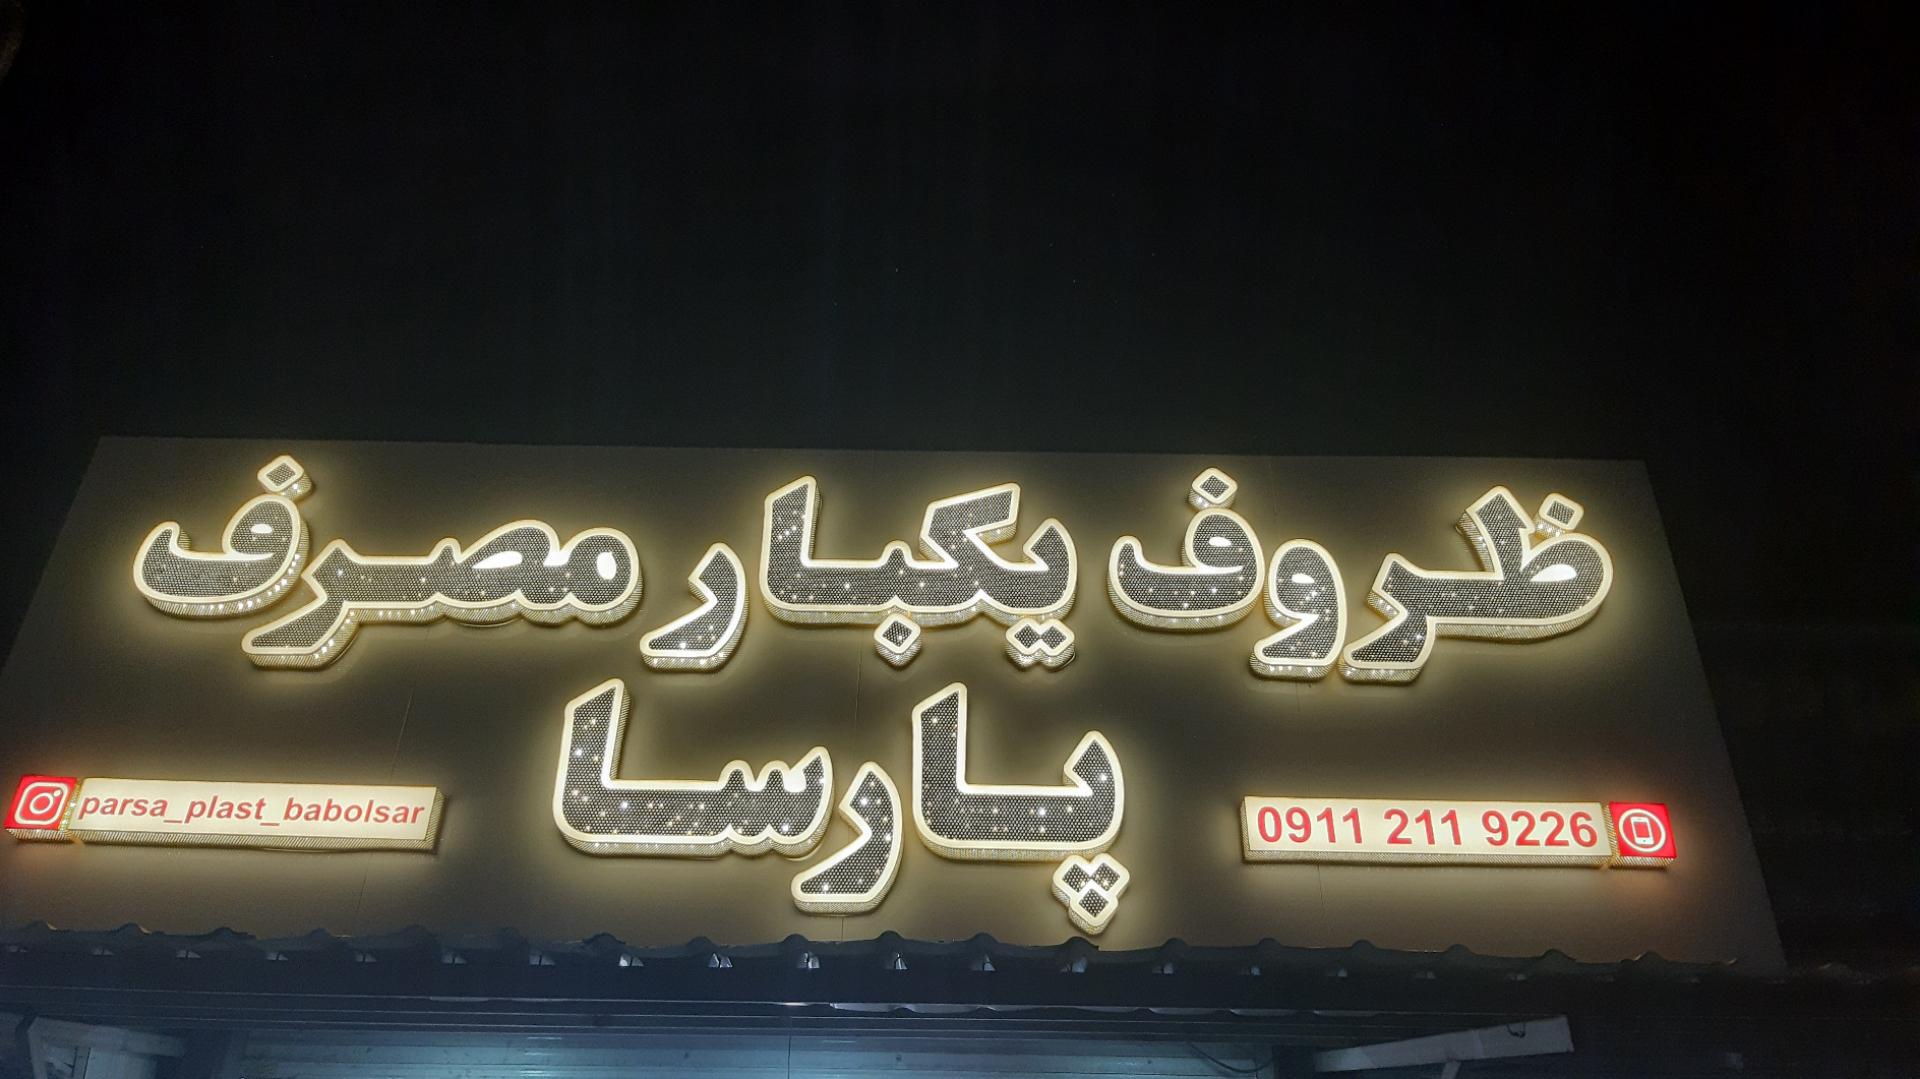 ظروف یکبار مصرف
پارسا
parsa_plast_babolsar
0911 211 9226